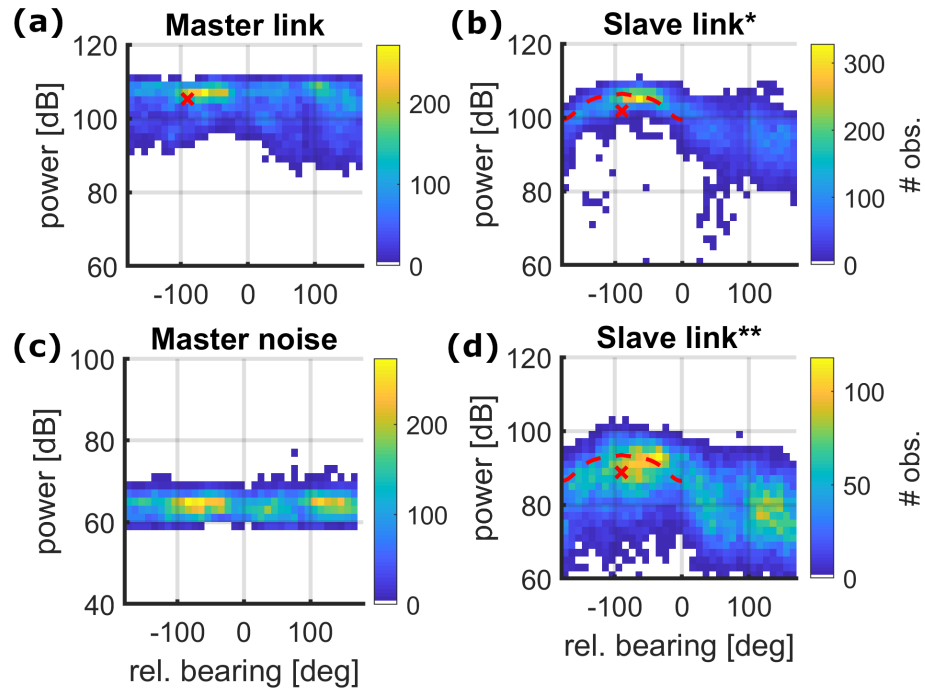 (a) Master link
120
100
80
60
power [dB]
-100 0 100
200
100
0
(b) Slave link*
120
100
80
60
power [dB]
-100 0 100
300
200
100
0
# obs.
(c) Master noise
100
80
60
40
power [dB]
-100 0 100
rel. bearing [deg]
200
100
0
(d) Slave link**
120
100
80
60
power [dB]
-100 0 100
rel. bearing [deg]
100
50
0
# obs.